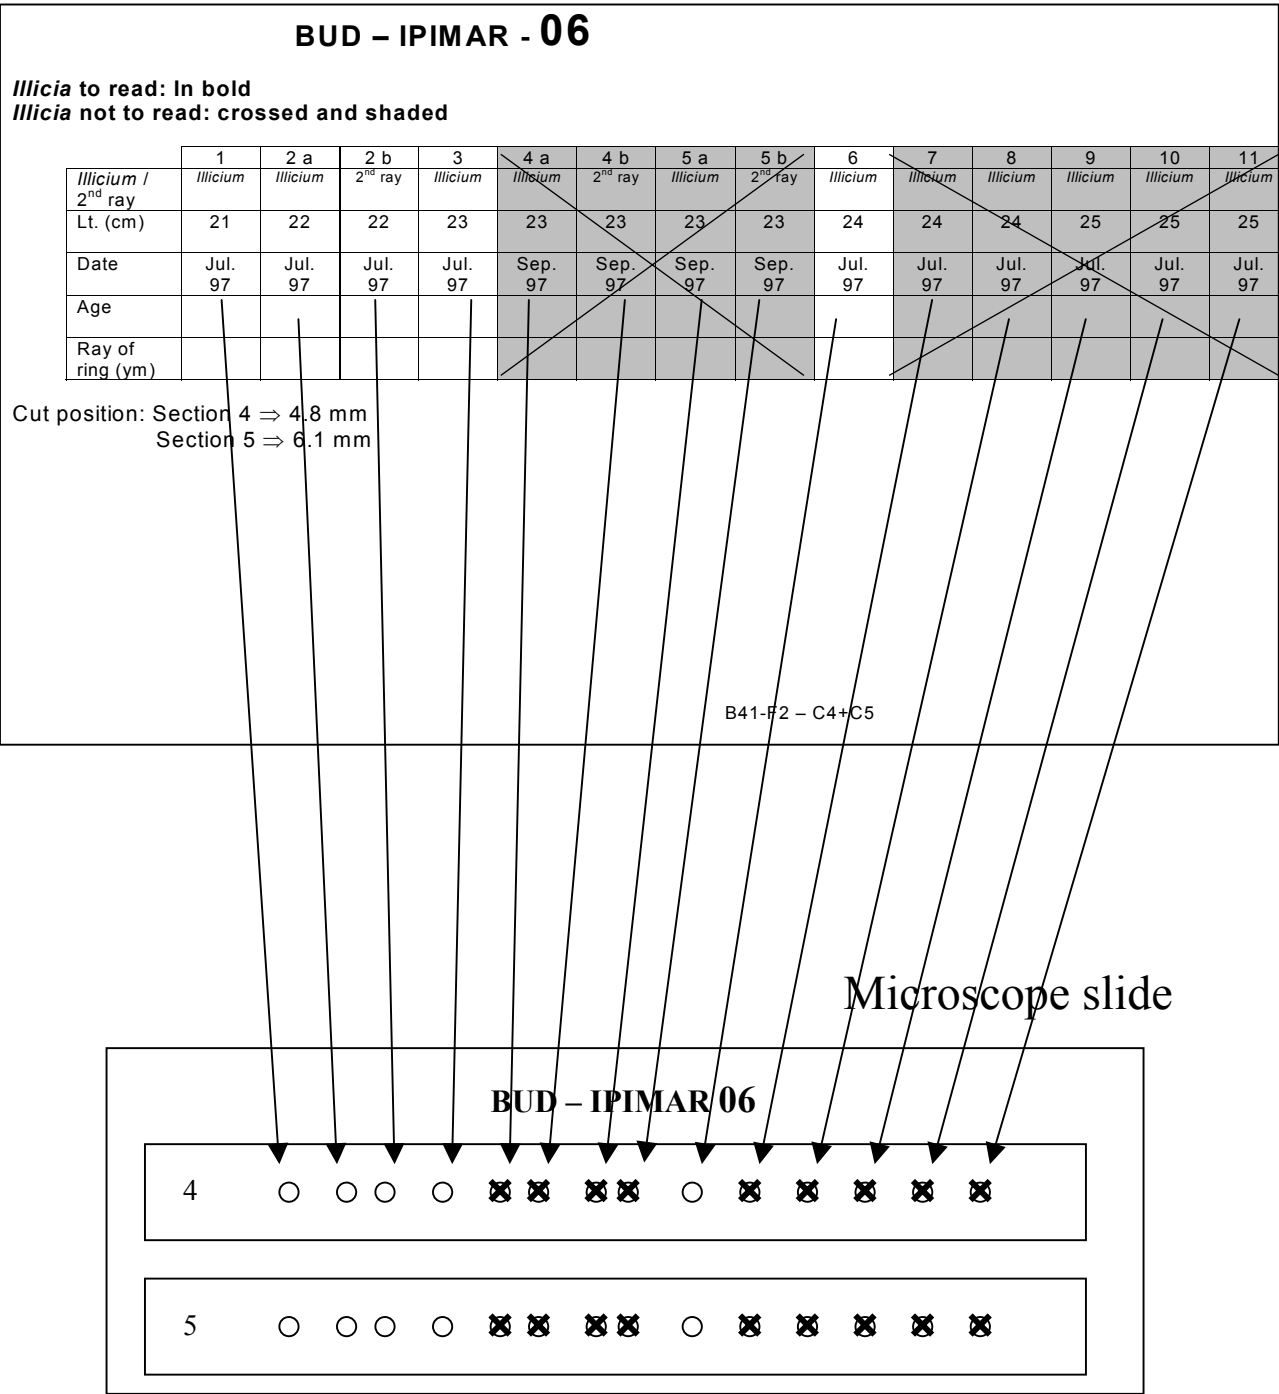 BUD – IPIMAR - 06
Illicia to read: In bold
Illicia not to read: crossed and shaded
1 2 a 2 b 3 4 a 4 b 5 a 5 b 6 7 8 9 10 11
Illicium / 2nd ray Illicium Illicium 2nd ray Illicium Illicium 2nd ray Illicium 2nd ray Illicium Illicium Illicium Illicium Illicium Illicium
Lt. (cm) 21 22 22 23 23 23 23 23 24 24 24 25 25 25
Date Jul. 97 Jul. 97 Jul. 97 Jul. 97 Sep. 97 Sep. 97 Sep. 97 Sep. 97 Jul. 97 Jul. 97 Jul. 97 Jul. 97 Jul. 97 Jul. 97
Age
Ray of ring (ym)
Cut position: Section 4 ⇒ 4.8 mm
Section 5 ⇒ 6.1 mm
B41-F2 – C4+C5
Microscope slide
BUD – IPIMAR 06
4
5